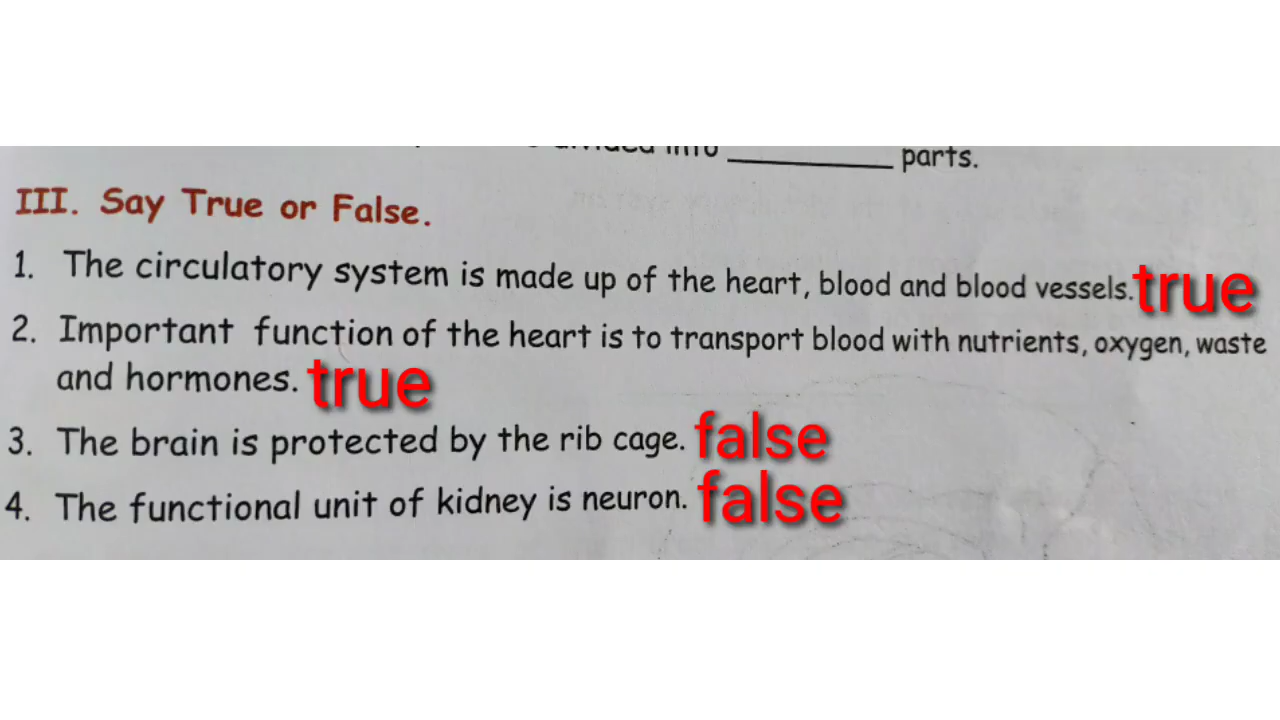 parts.
III. Say True or False.
1. The circulatory system is made up of the heart, blood and blood vessels. true
2. Important function of the heart is to transport blood with nutrients, oxygen, waste
and hormones. true
3. The brain is protected by the rib cage. false
4. The functional unit of kidney is neuron. false